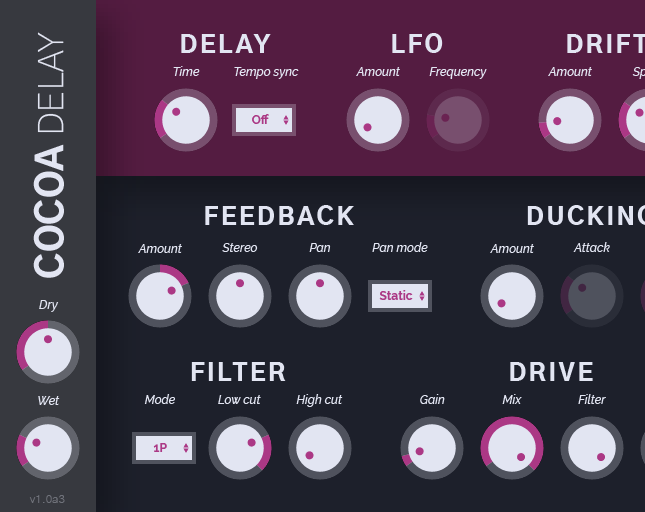 COCOA DELAY
Dry
Wet
v1.0a3
DELAY
Time
Tempo sync
Off
LFO
Amount
Frequency
DRIFT
Amount
Sp
FEEDBACK
Amount
Stereo
Pan
Pan mode
Static
DUCKING
Amount
Attack
FILTER
Mode
Low cut
High cut
1P
DRIVE
Gain
Mix
Filter